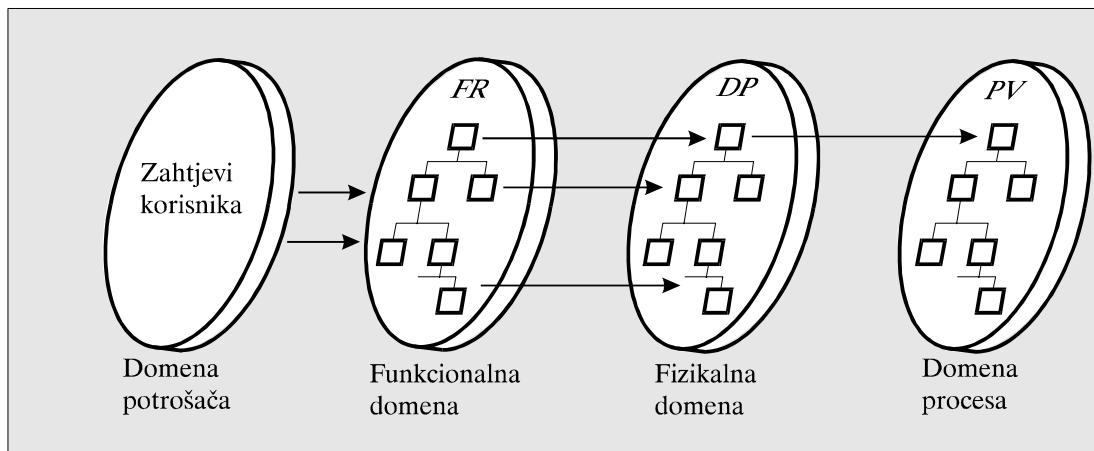 FR
DP
PV
Zahtjevi
korisnika
Domena
potrošača
Funkcionalna
domena
Fizikalna
domena
Domena
procesa